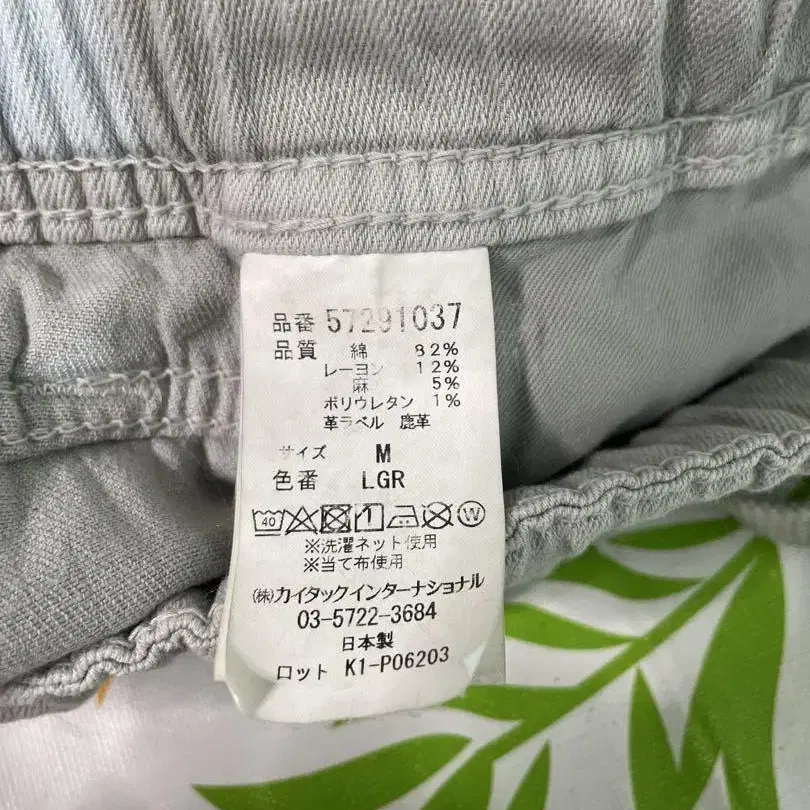 品番 57291037
品質 綿 82%
レーヨン 12%
麻 5%
ポリウレタン 1%
革ラベル 鹿革
サイズ M
色番 LGR
40 W
※洗濯ネット使用
※当て布使用
㈱カイタックインターナショナル
03-5722-3684
日本製
ロット K1-P06203